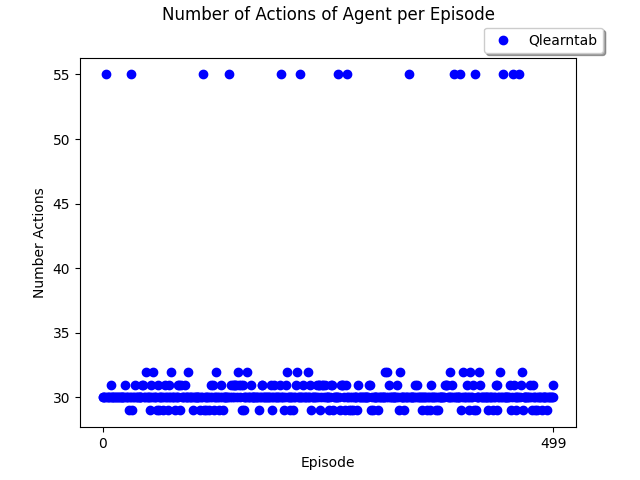 Number of Actions of Agent per Episode
Qlearntab
55
50
45
40
35
30
Number Actions
0
499
Episode